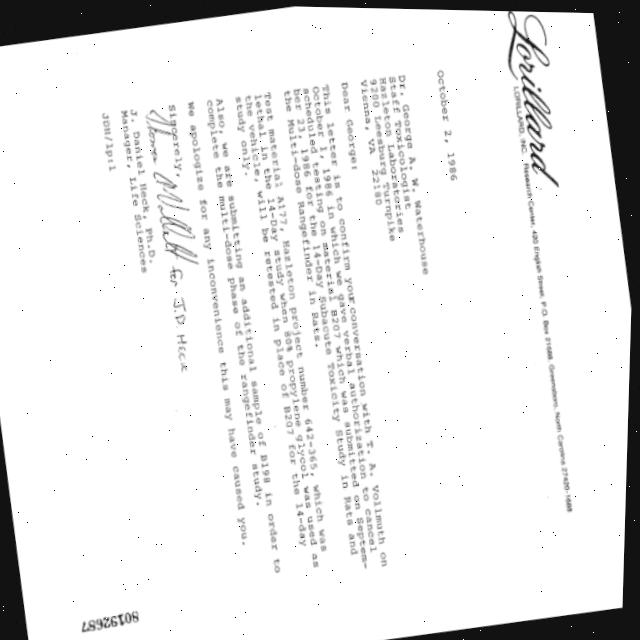 Lorillard
LORILLARD, INC. Research Center, 420 English Street, P.O. Box 21688, Greensboro, North Carolina 27420-1688
October 2, 1986
Dr. George A. W. Waterhouse
Staff Toxicologist
Hazleton Laboratories
9200 Leesburg Turnpike
Vienna, VA 22180
Dear George:
This letter is to confirm your conversation with T. A. Vollmuth on
October 1, 1986 in which we gave verbal authorization to cancel
scheduled testing on material B207 which was submitted on Septem-
ber 23, 1986 for the 14-Day Subacute Toxicity Study in Rats and
the Multi-dose Rangefinder in Rats.
Test material A177, Hazleton project number 642-365, which was
lethal in the 14-Day study when 80% propylene glycol was used as
the vehicle, will be retested in place of B207 for the 14-day
study only.
Also, we are submitting an additional sample of B198 in order to
complete the multi-dose phase of the rangefinder study.
We apologize for any inconvenience this may have caused you.
Sincerely,
for J.D. Heck
J. Daniel Heck, Ph.D.
Manager, Life Sciences
JDH/lp:1
80192687